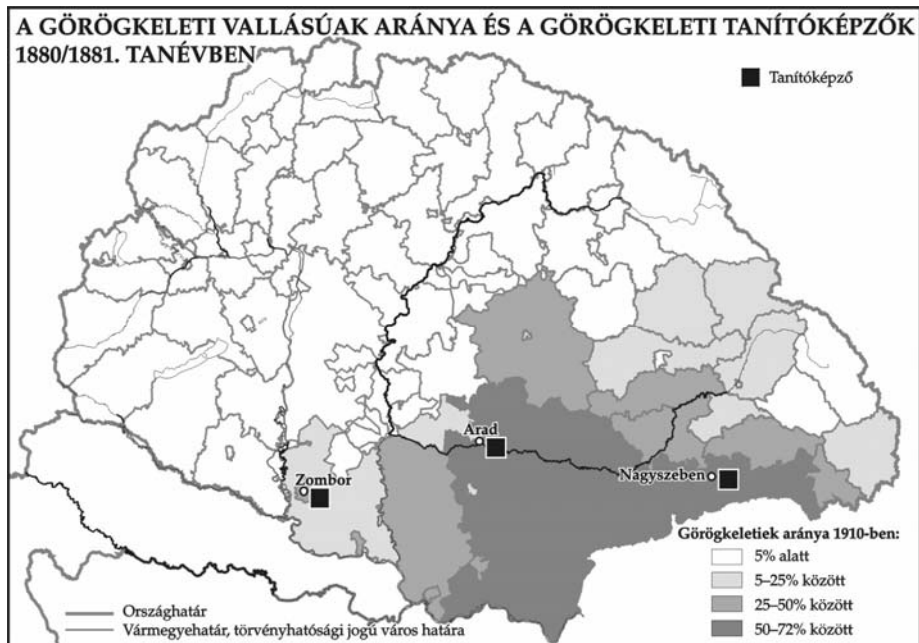 A GÖRÖGKELETI VALLÁSÚAK ARÁNYA ÉS A GÖRÖGKELETI TANÍTÓKÉPZŐK
1880/1881. TANÉVBEN
Tanítóképző
Arad
Zombor
Nagyszeben
Görögkeletiek aránya 1910-ben:
5% alatt
5–25% között
25–50% között
50–72% között
Országhatár
Vármegyehatár, törvényhatósági jogú város határa